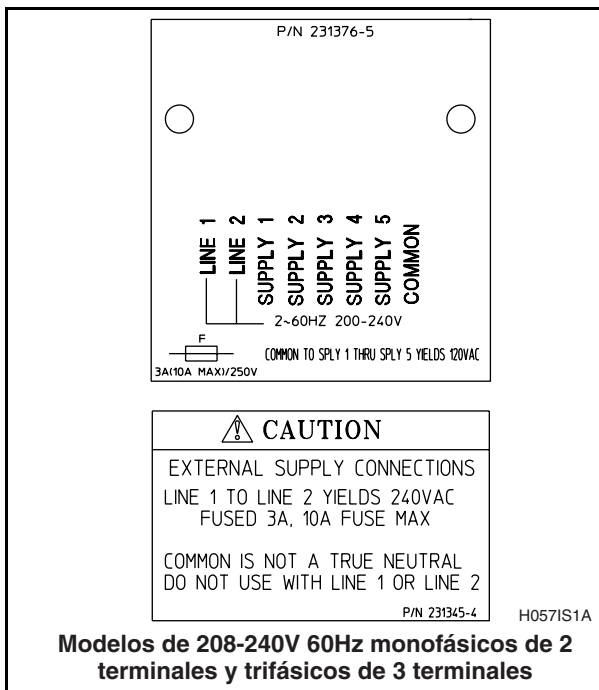 P/N 231376-5
LINE 1
LINE 2
SUPPLY 1
SUPPLY 2
SUPPLY 3
SUPPLY 4
SUPPLY 5
COMMON
2~60HZ 200-240V
F
3A(10A MAX)/250V
COMMON TO SPLY 1 THRU SPLY 5 YIELDS 120VAC
CAUTION
EXTERNAL SUPPLY CONNECTIONS
LINE 1 TO LINE 2 YIELDS 240VAC
FUSED 3A, 10A FUSE MAX
COMMON IS NOT A TRUE NEUTRAL
DO NOT USE WITH LINE 1 OR LINE 2
P/N 231345-4
H057IS1A
Modelos de 208-240V 60Hz monofásicos de 2
terminales y trifásicos de 3 terminales